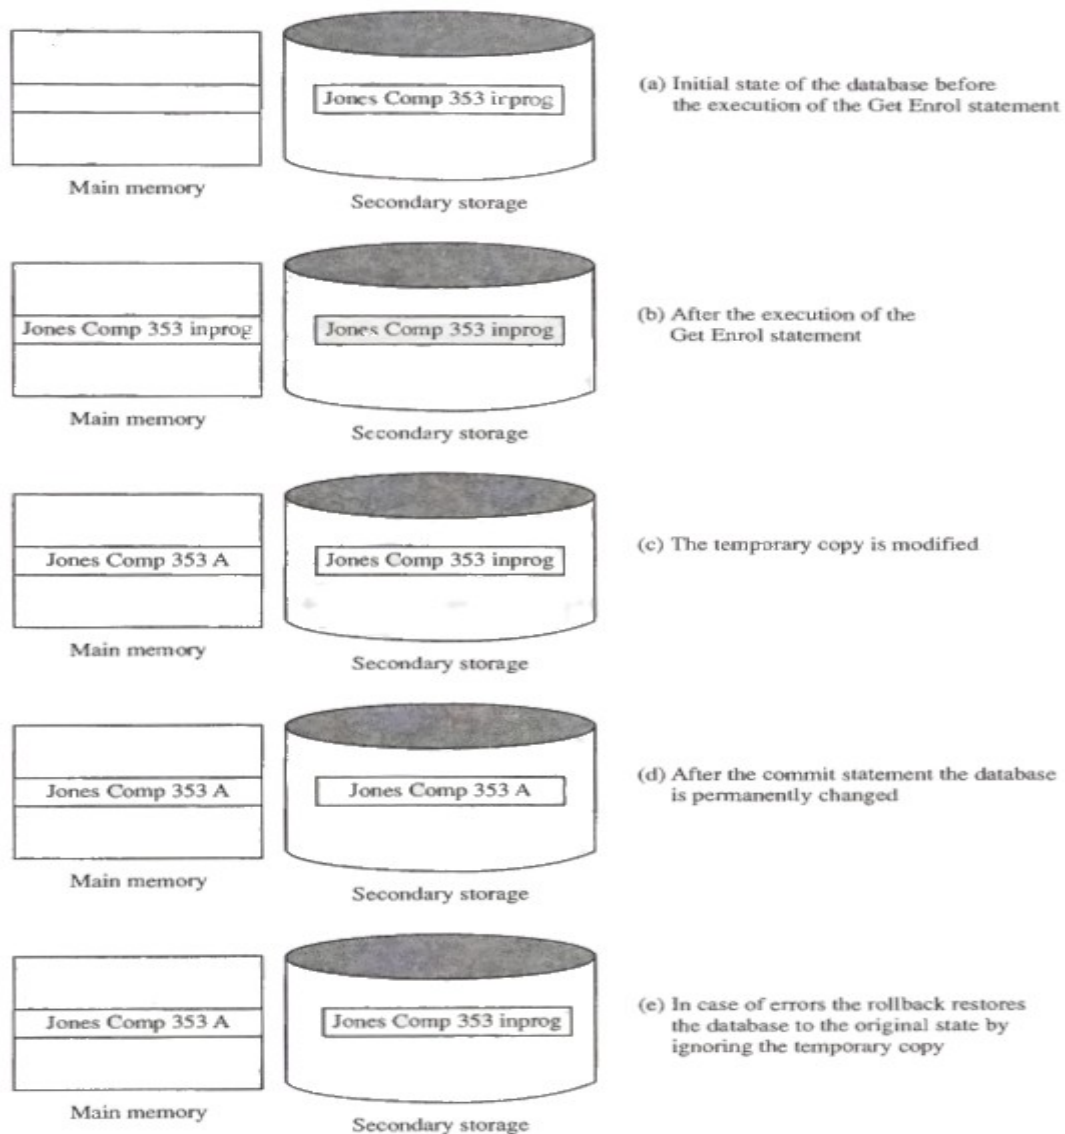 Jones Comp 353 inprog
(a) Initial state of the database before
the execution of the Get Enrol statement
Main memory
Secondary storage
Jones Comp 353 inprog
Jones Comp 353 inprog
(b) After the execution of the
Get Enrol statement
Main memory
Secondary storage
Jones Comp 353 A
Jones Comp 353 inprog
(c) The temporary copy is modified
Main memory
Secondary storage
Jones Comp 353 A
Jones Comp 353 A
(d) After the commit statement the database
is permanently changed
Main memory
Secondary storage
Jones Comp 353 A
Jones Comp 353 inprog
(e) In case of errors the rollback restores
the database to the original state by
ignoring the temporary copy
Main memory
Secondary storage